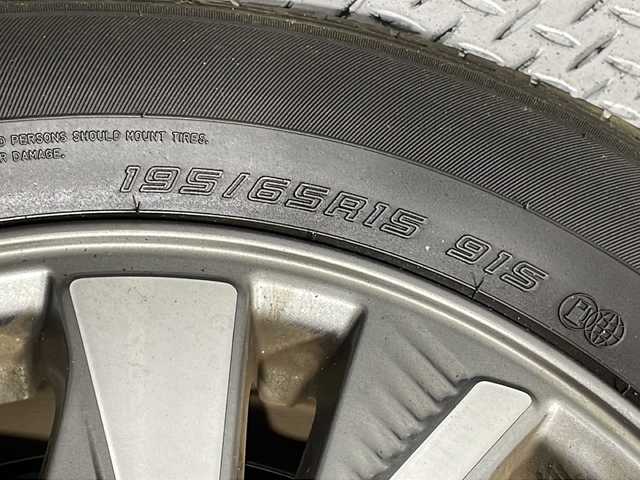 PERSONS SHOULD MOUNT TIRES.
DAMAGE.
195/65R15 91S